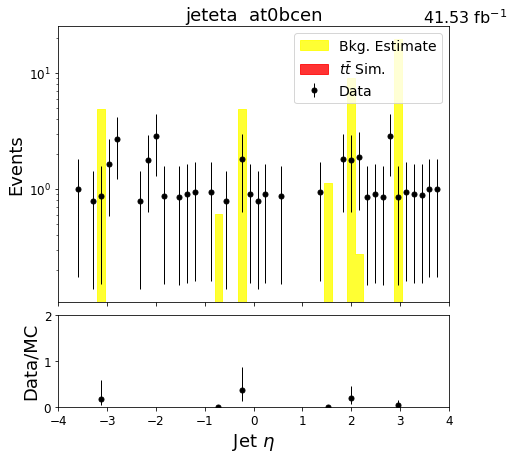 jeteta at0bcen
41.53 fb⁻¹
Bkg. Estimate
tt̄ Sim.
Data
Events
10¹
10⁰
Data/MC
2
1
0
−4 −3 −2 −1 0 1 2 3 4
Jet η